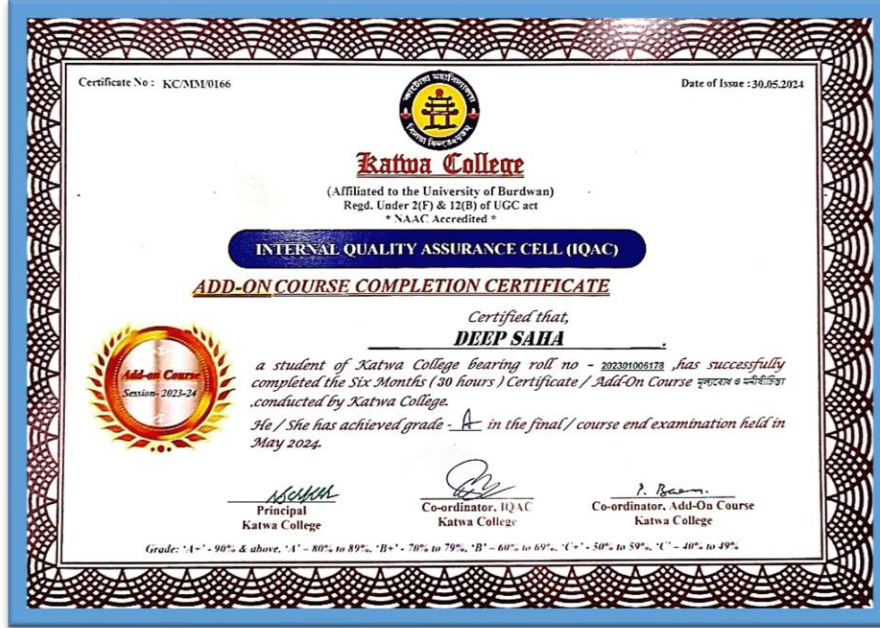 Certificate No : KC/MM/0166
Date of Issue : 30.05.2024
Katwa College
(Affiliated to the University of Burdwan)
Regd. Under 2(F) & 12(B) of UGC act
* NAAC Accredited *
INTERNAL QUALITY ASSURANCE CELL (IQAC)
ADD-ON COURSE COMPLETION CERTIFICATE
Certified that,
DEEP SAHA .
Add-on Course
Session- 2023-24
a student of Katwa College bearing roll no - 202301006178 ,has successfully
completed the Six Months ( 30 hours ) Certificate / Add-On Course মূল্যবোধ ও মনীষীচিন্তা
,conducted by Katwa College.
He / She has achieved grade - A in the final / course end examination held in
May 2024.
Principal
Katwa College
Co-ordinator, IQAC
Katwa College
Co-ordinator, Add-On Course
Katwa College
Grade: 'A+' - 90% & above, 'A' – 80% to 89%, 'B+' - 70% to 79%, 'B' – 60% to 69%, 'C+' - 50% to 59%, 'C' – 40% to 49%